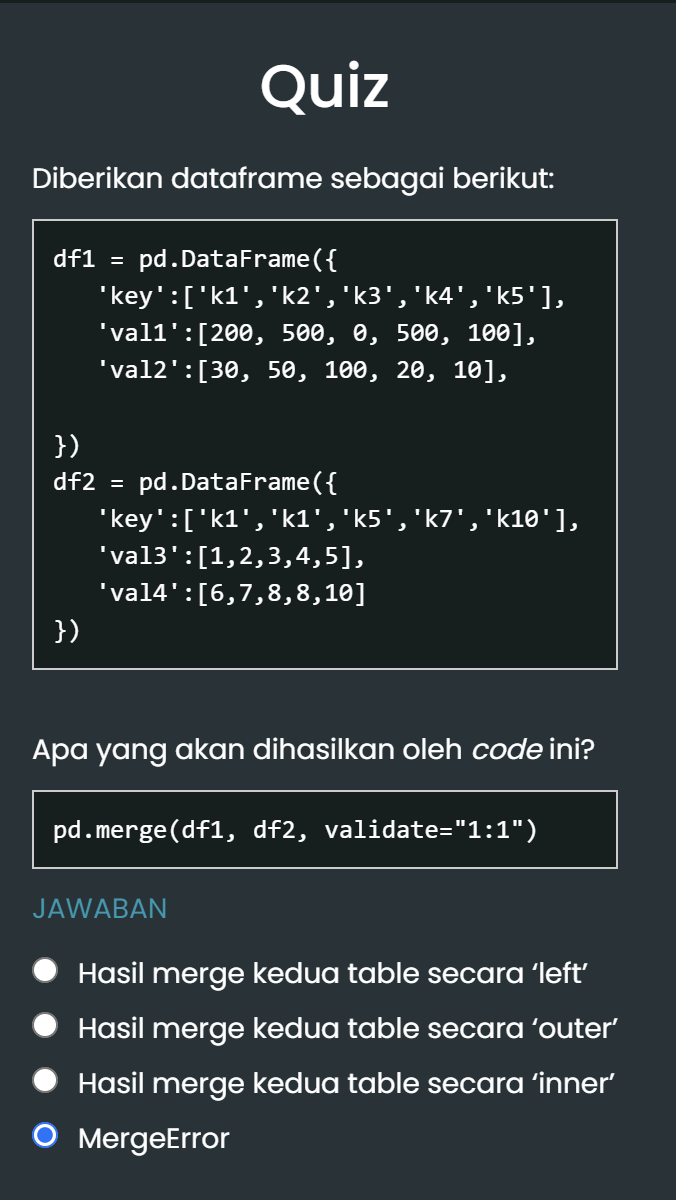 Quiz
Diberikan dataframe sebagai berikut:
df1 = pd.DataFrame({
   'key':['k1','k2','k3','k4','k5'],
   'val1':[200, 500, 0, 500, 100],
   'val2':[30, 50, 100, 20, 10],
})
df2 = pd.DataFrame({
   'key':['k1','k1','k5','k7','k10'],
   'val3':[1,2,3,4,5],
   'val4':[6,7,8,8,10]
})
Apa yang akan dihasilkan oleh code ini?
pd.merge(df1, df2, validate="1:1")
JAWABAN
Hasil merge kedua table secara ‘left’
Hasil merge kedua table secara ‘outer’
Hasil merge kedua table secara ‘inner’
MergeError